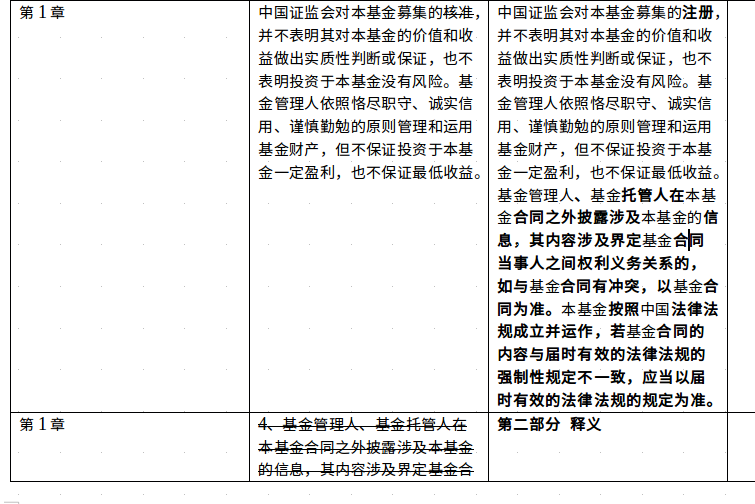 第 1 章
中国证监会对本基金募集的核准，
并不表明其对本基金的价值和收
益做出实质性判断或保证，也不
表明投资于本基金没有风险。基
金管理人依照恪尽职守、诚实信
用、谨慎勤勉的原则管理和运用
基金财产，但不保证投资于本基
金一定盈利，也不保证最低收益。
中国证监会对本基金募集的注册，
并不表明其对本基金的价值和收
益做出实质性判断或保证，也不
表明投资于本基金没有风险。基
金管理人依照恪尽职守、诚实信
用、谨慎勤勉的原则管理和运用
基金财产，但不保证投资于本基
金一定盈利，也不保证最低收益。
基金管理人、基金托管人在本基
金合同之外披露涉及本基金的信
息，其内容涉及界定基金合同
当事人之间权利义务关系的，
如与基金合同有冲突，以基金合
同为准。本基金按照中国法律法
规成立并运作，若基金合同的
内容与届时有效的法律法规的
强制性规定不一致，应当以届
时有效的法律法规的规定为准。
第 1 章
4、基金管理人、基金托管人在
本基金合同之外披露涉及本基金
的信息，其内容涉及界定基金合
第二部分 释义